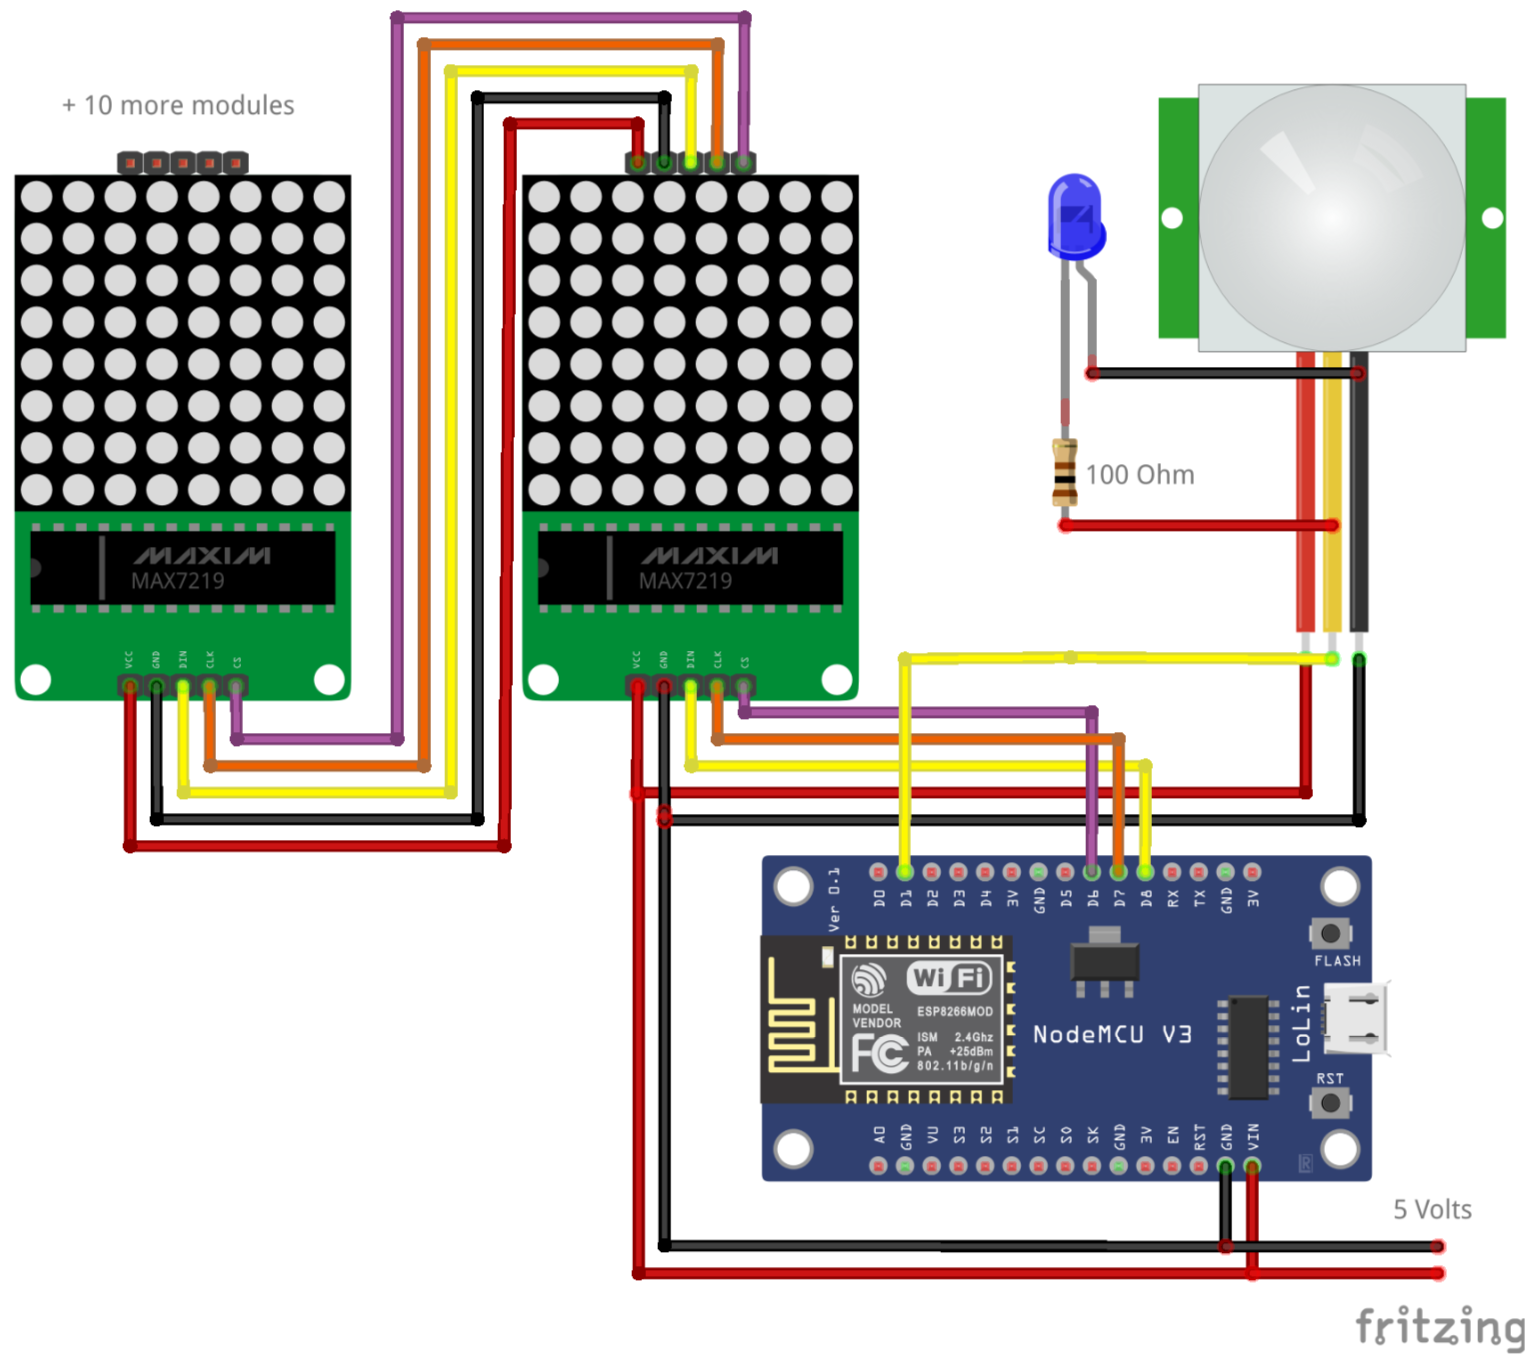 + 10 more modules
MAXIM
MAX7219
VCC GND DIN CLK CS
MAXIM
MAX7219
VCC GND DIN CLK CS
100 Ohm
Ver 0.1
D0 D1 D2 D3 D4 3V GND D5 D6 D7 D8 RX TX GND 3V
FLASH
WiFi
MODEL
VENDOR
ESP8266MOD
FC
ISM 2.4Ghz
PA +25dBm
802.11b/g/n
NodeMCU V3
LoLin
RST
A0 GND VU S3 S2 S1 SC S0 SK GND 3V EN RST GND VIN
R
5 Volts
fritzing